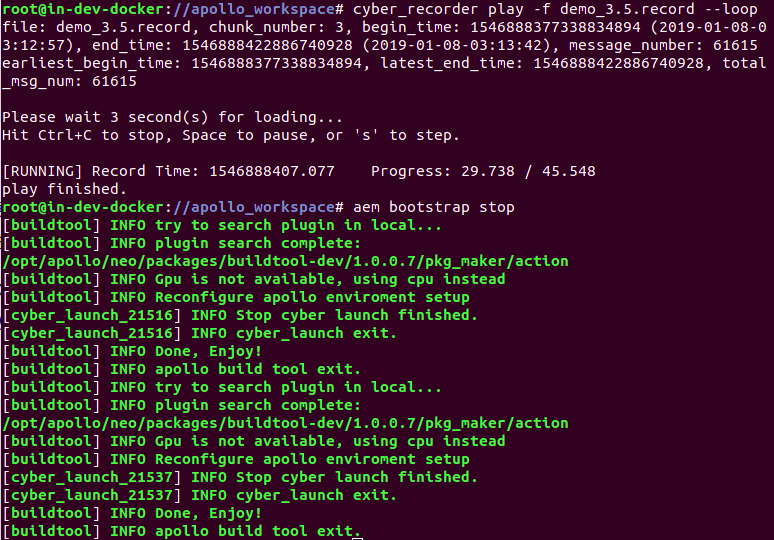 root@in-dev-docker://apollo_workspace# cyber_recorder play -f demo_3.5.record --loop
file: demo_3.5.record, chunk_number: 3, begin_time: 1546888377338834894 (2019-01-08-0
3:12:57), end_time: 1546888422886740928 (2019-01-08-03:13:42), message_number: 61615
earliest_begin_time: 1546888377338834894, latest_end_time: 1546888422886740928, total
_msg_num: 61615

Please wait 3 second(s) for loading...
Hit Ctrl+C to stop, Space to pause, or 's' to step.

[RUNNING] Record Time: 1546888407.077    Progress: 29.738 / 45.548
play finished.
root@in-dev-docker://apollo_workspace# aem bootstrap stop
[buildtool] INFO try to search plugin in local...
[buildtool] INFO plugin search complete:
/opt/apollo/neo/packages/buildtool-dev/1.0.0.7/pkg_maker/action
[buildtool] INFO Gpu is not available, using cpu instead
[buildtool] INFO Reconfigure apollo enviroment setup
[cyber_launch_21516] INFO Stop cyber launch finished.
[cyber_launch_21516] INFO cyber_launch exit.
[buildtool] INFO Done, Enjoy!
[buildtool] INFO apollo build tool exit.
[buildtool] INFO try to search plugin in local...
[buildtool] INFO plugin search complete:
/opt/apollo/neo/packages/buildtool-dev/1.0.0.7/pkg_maker/action
[buildtool] INFO Gpu is not available, using cpu instead
[buildtool] INFO Reconfigure apollo enviroment setup
[cyber_launch_21537] INFO Stop cyber launch finished.
[cyber_launch_21537] INFO cyber_launch exit.
[buildtool] INFO Done, Enjoy!
[buildtool] INFO apollo build tool exit.